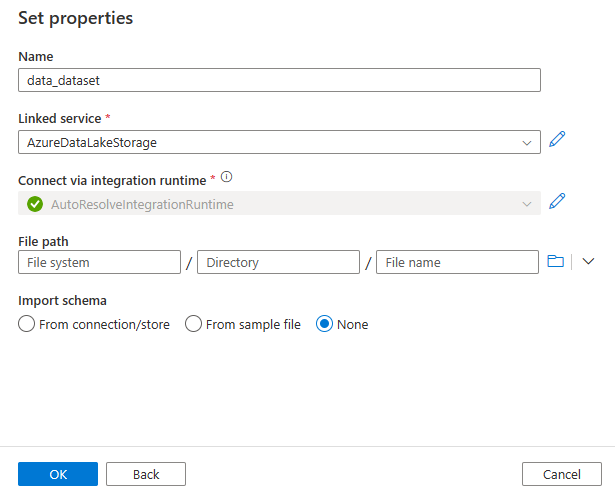 Set properties
Name
data_dataset
Linked service *
AzureDataLakeStorage
Connect via integration runtime *
AutoResolveIntegrationRuntime
File path
File system / Directory / File name
Import schema
From connection/store From sample file None
OK Back Cancel